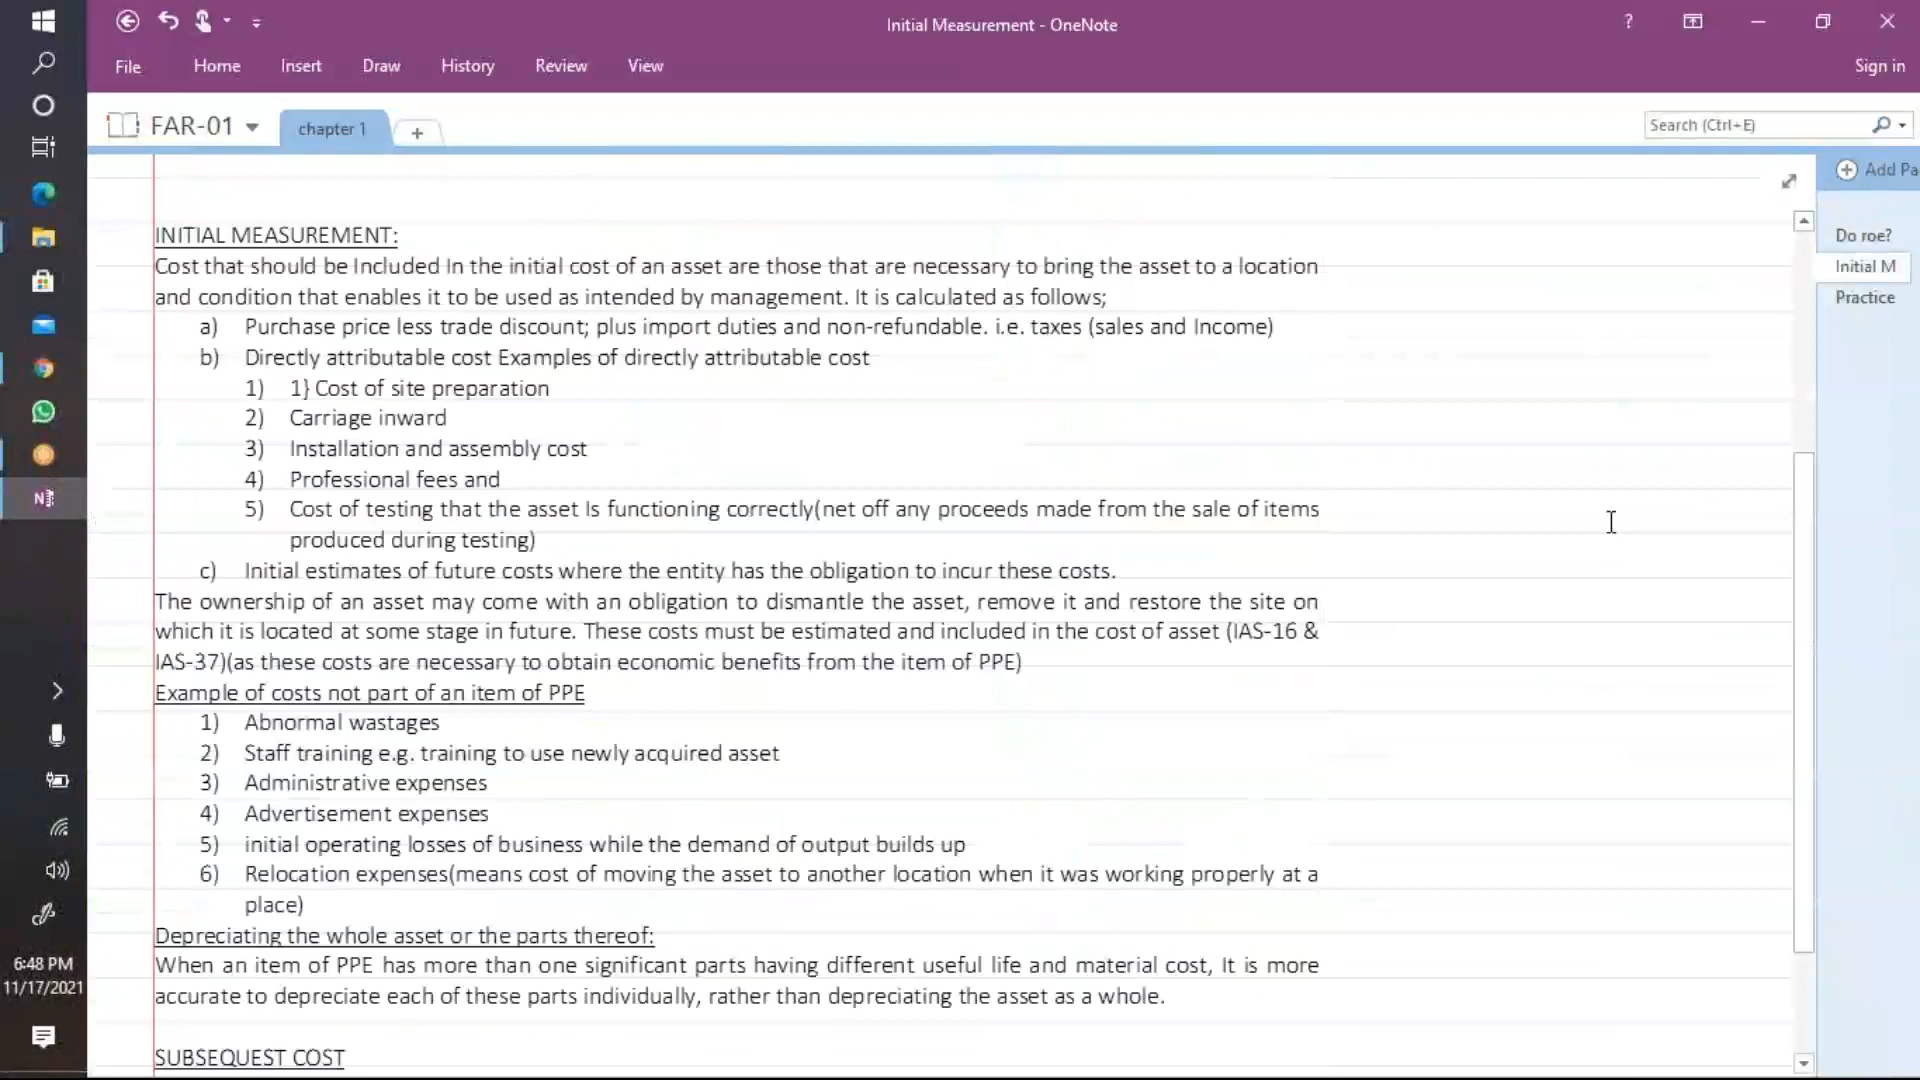 Initial Measurement - OneNote
?
File Home Insert Draw History Review View
Sign in
FAR-01 chapter 1 +
Search (Ctrl+E)
Add Pa
Do roe?
Initial M
Practice
INITIAL MEASUREMENT:
Cost that should be Included In the initial cost of an asset are those that are necessary to bring the asset to a location
and condition that enables it to be used as intended by management. It is calculated as follows;
a) Purchase price less trade discount; plus import duties and non-refundable. i.e. taxes (sales and Income)
b) Directly attributable cost Examples of directly attributable cost
1) 1} Cost of site preparation
2) Carriage inward
3) Installation and assembly cost
4) Professional fees and
5) Cost of testing that the asset Is functioning correctly(net off any proceeds made from the sale of items
produced during testing)
c) Initial estimates of future costs where the entity has the obligation to incur these costs.
The ownership of an asset may come with an obligation to dismantle the asset, remove it and restore the site on
which it is located at some stage in future. These costs must be estimated and included in the cost of asset (IAS-16 &
IAS-37)(as these costs are necessary to obtain economic benefits from the item of PPE)
Example of costs not part of an item of PPE
1) Abnormal wastages
2) Staff training e.g. training to use newly acquired asset
3) Administrative expenses
4) Advertisement expenses
5) initial operating losses of business while the demand of output builds up
6) Relocation expenses(means cost of moving the asset to another location when it was working properly at a
place)
Depreciating the whole asset or the parts thereof:
When an item of PPE has more than one significant parts having different useful life and material cost, It is more
accurate to depreciate each of these parts individually, rather than depreciating the asset as a whole.
SUBSEQUEST COST
6:48 PM
11/17/2021